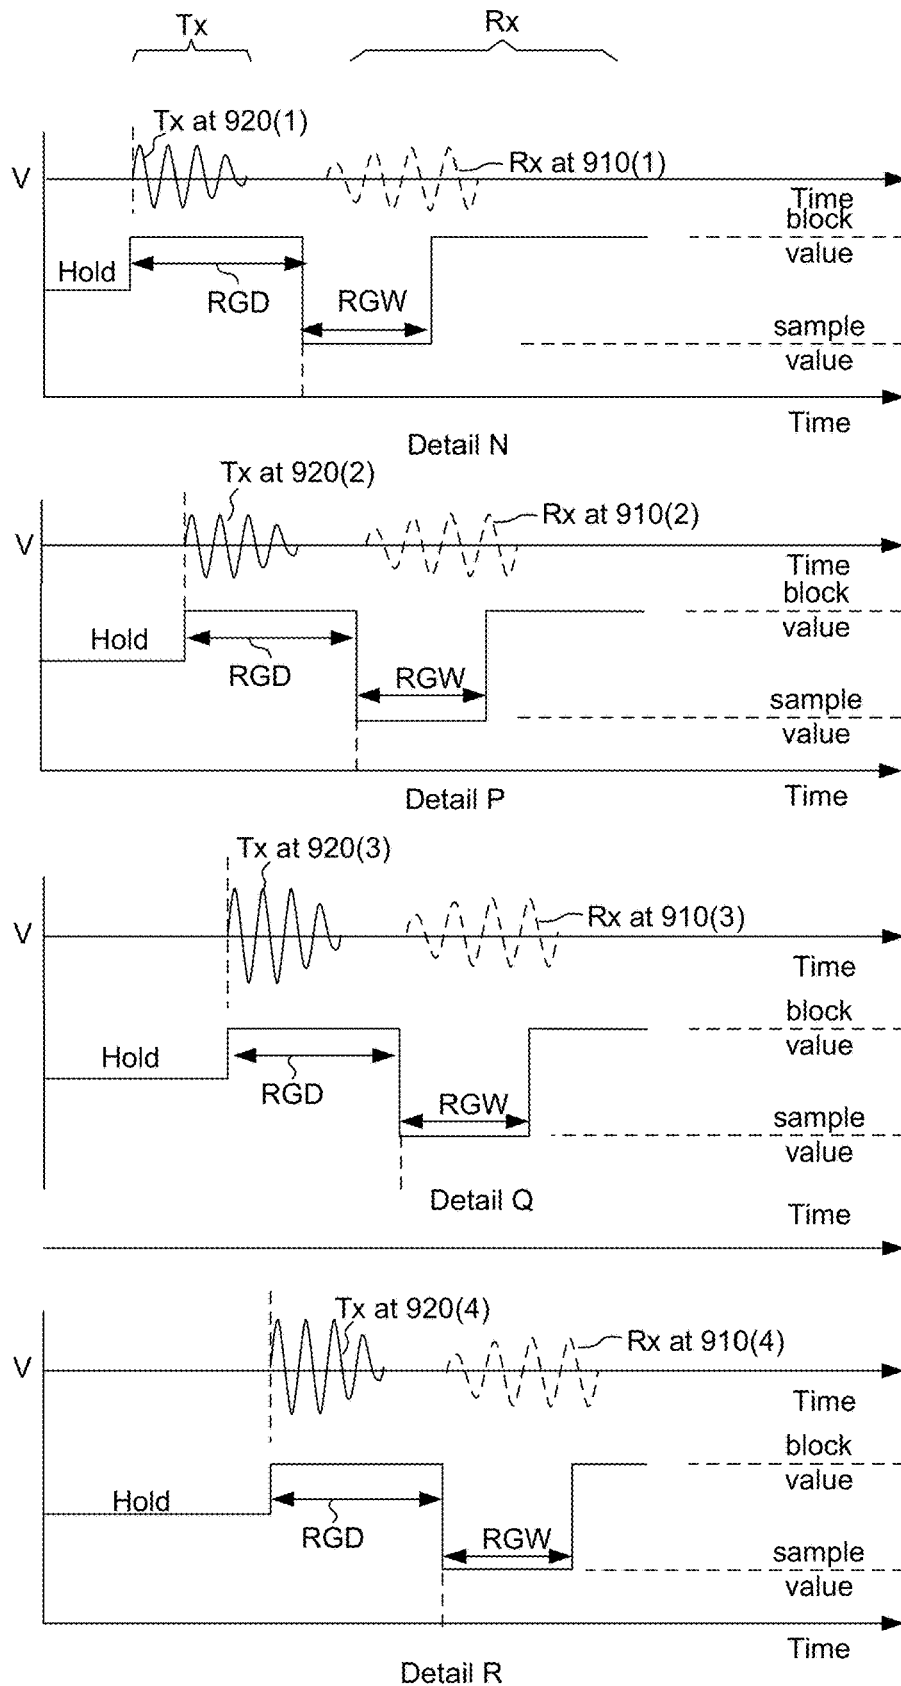 Tx
Rx
Tx at 920(1)
Rx at 910(1)
V
Time
block
value
Hold
RGD
RGW
sample
value
Time
Detail N
Tx at 920(2)
Rx at 910(2)
V
Time
block
value
Hold
RGD
RGW
sample
value
Time
Detail P
Tx at 920(3)
Rx at 910(3)
V
Time
block
value
Hold
RGD
RGW
sample
value
Detail Q
Time
Tx at 920(4)
Rx at 910(4)
V
Time
block
value
Hold
RGD
RGW
sample
value
Time
Detail R